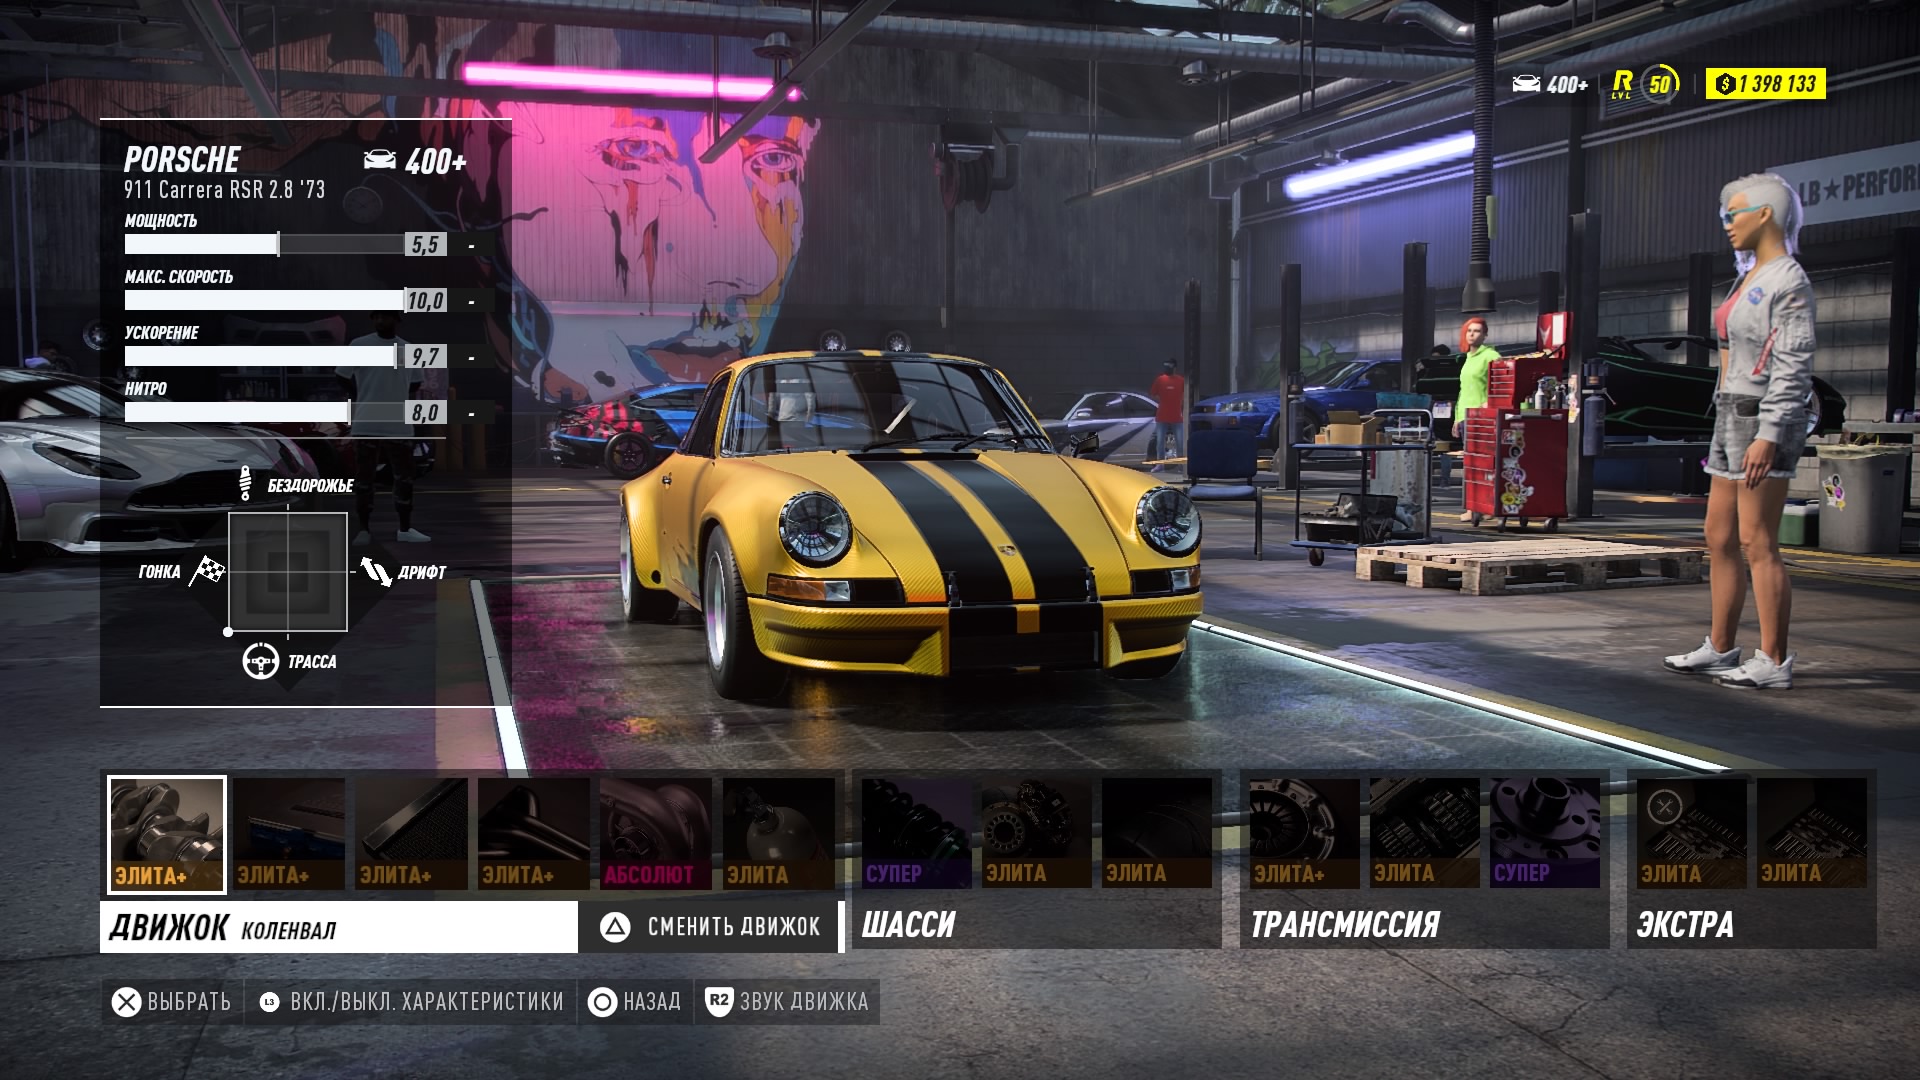 400+
R LVL 50
1 398 133
PORSCHE 400+
911 Carrera RSR 2.8 '73
МОЩНОСТЬ
5,5 -
МАКС. СКОРОСТЬ
10,0 -
УСКОРЕНИЕ
9,7 -
НИТРО
8,0 -
БЕЗДОРОЖЬЕ
ГОНКА
ДРИФТ
ТРАССА
LB★PERFOR
ЭЛИТА+ ЭЛИТА+ ЭЛИТА+ ЭЛИТА+ АБСОЛЮТ ЭЛИТА СУПЕР ЭЛИТА ЭЛИТА ЭЛИТА+ ЭЛИТА СУПЕР ЭЛИТА ЭЛИТА
ДВИЖОК КОЛЕНВАЛ СМЕНИТЬ ДВИЖОК ШАССИ ТРАНСМИССИЯ ЭКСТРА
ВЫБРАТЬ L3 ВКЛ./ВЫКЛ. ХАРАКТЕРИСТИКИ НАЗАД R2 ЗВУК ДВИЖКА